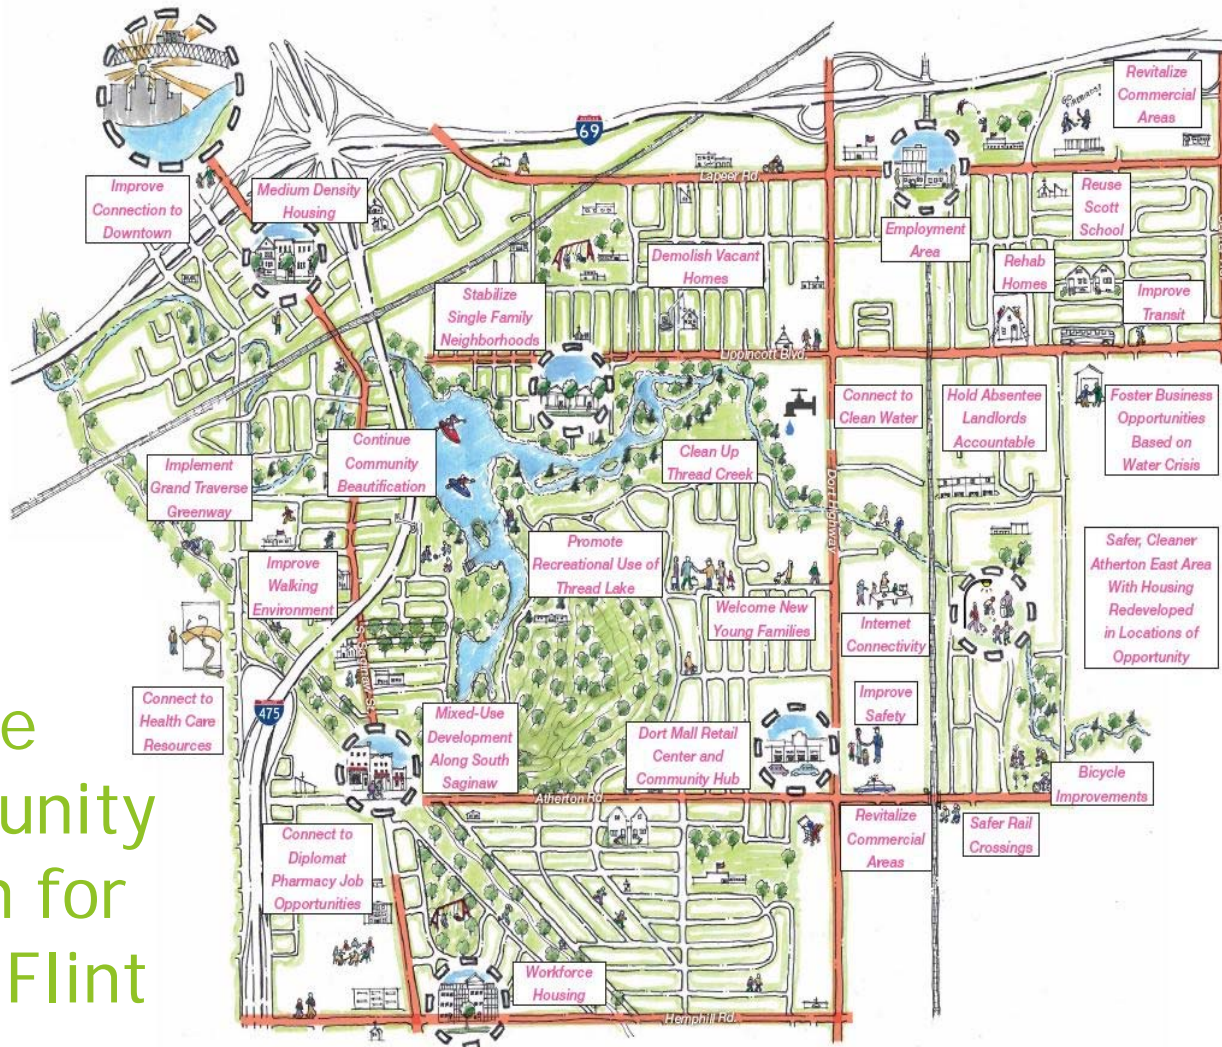 69
GO
FIREBIRDS!
Revitalize
Commercial
Areas
Improve
Connection to
Downtown
Medium Density
Housing
Lapeer Rd.
Employment
Area
Reuse
Scott
School
Demolish Vacant
Homes
Rehab
Homes
Improve
Transit
Stabilize
Single Family
Neighborhoods
Lippincott Blvd.
Connect to
Clean Water
Hold Absentee
Landlords
Accountable
Foster Business
Opportunities
Based on
Water Crisis
Continue
Community
Beautification
Implement
Grand Traverse
Greenway
Clean Up
Thread Creek
Dort Highway
Improve
Walking
Environment
Promote
Recreational Use of
Thread Lake
Welcome New
Young Families
Internet
Connectivity
Safer, Cleaner
Atherton East Area
With Housing
Redeveloped
in Locations of
Opportunity
S. Saginaw St.
Connect to
Health Care
Resources
475
Mixed-Use
Development
Along South
Saginaw
Dort Mall Retail
Center and
Community Hub
Improve
Safety
Atherton Rd.
Bicycle
Improvements
Revitalize
Commercial
Areas
Safer Rail
Crossings
Connect to
Diplomat
Pharmacy Job
Opportunities
Workforce
Housing
Hemphill Rd.
e
unity
n for
Flint